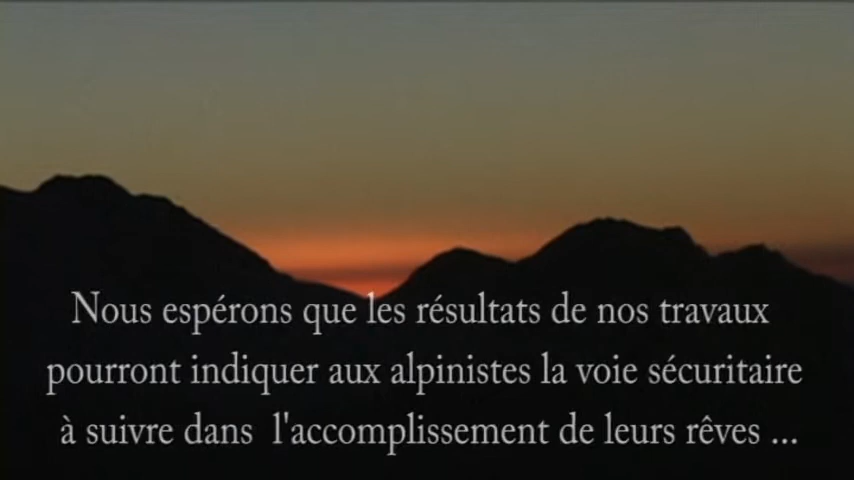 Nous espérons que les résultats de nos travaux
pourront indiquer aux alpinistes la voie sécuritaire
à suivre dans l'accomplissement de leurs rêves ...